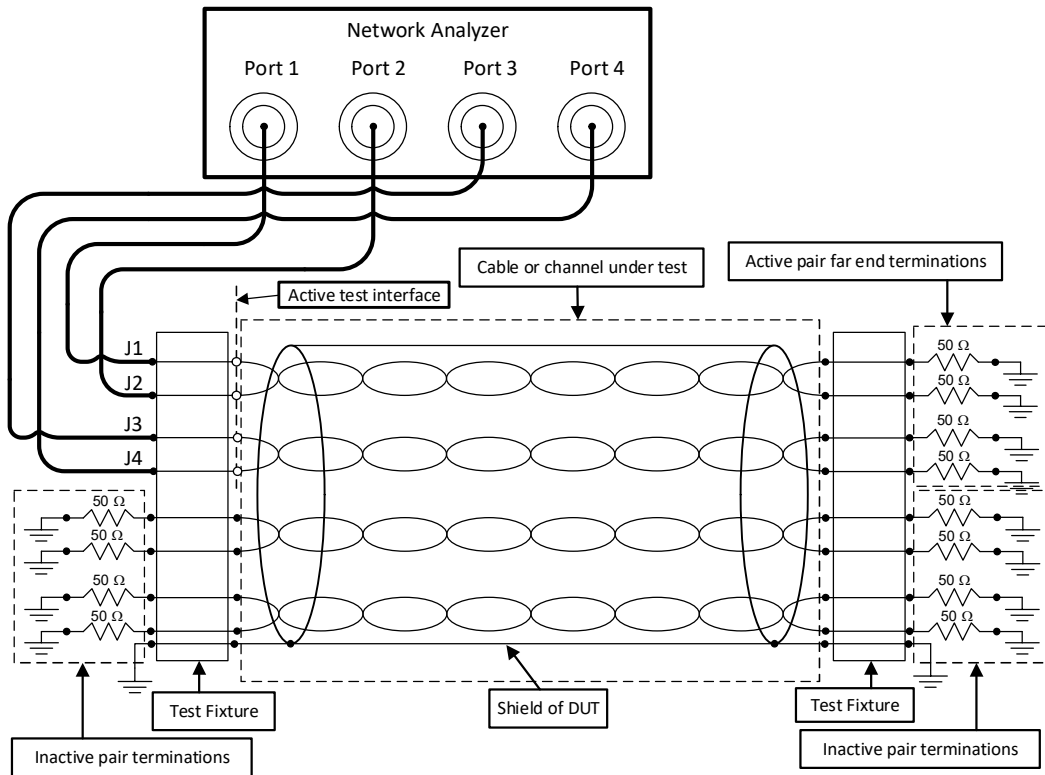 Network Analyzer
Port 1 Port 2 Port 3 Port 4
Cable or channel under test
Active pair far end terminations
Active test interface
J1
J2
J3
J4
50 Ω
50 Ω
50 Ω
50 Ω
50 Ω
50 Ω
50 Ω
50 Ω
50 Ω
50 Ω
50 Ω
50 Ω
Test Fixture
Shield of DUT
Test Fixture
Inactive pair terminations
Inactive pair terminations